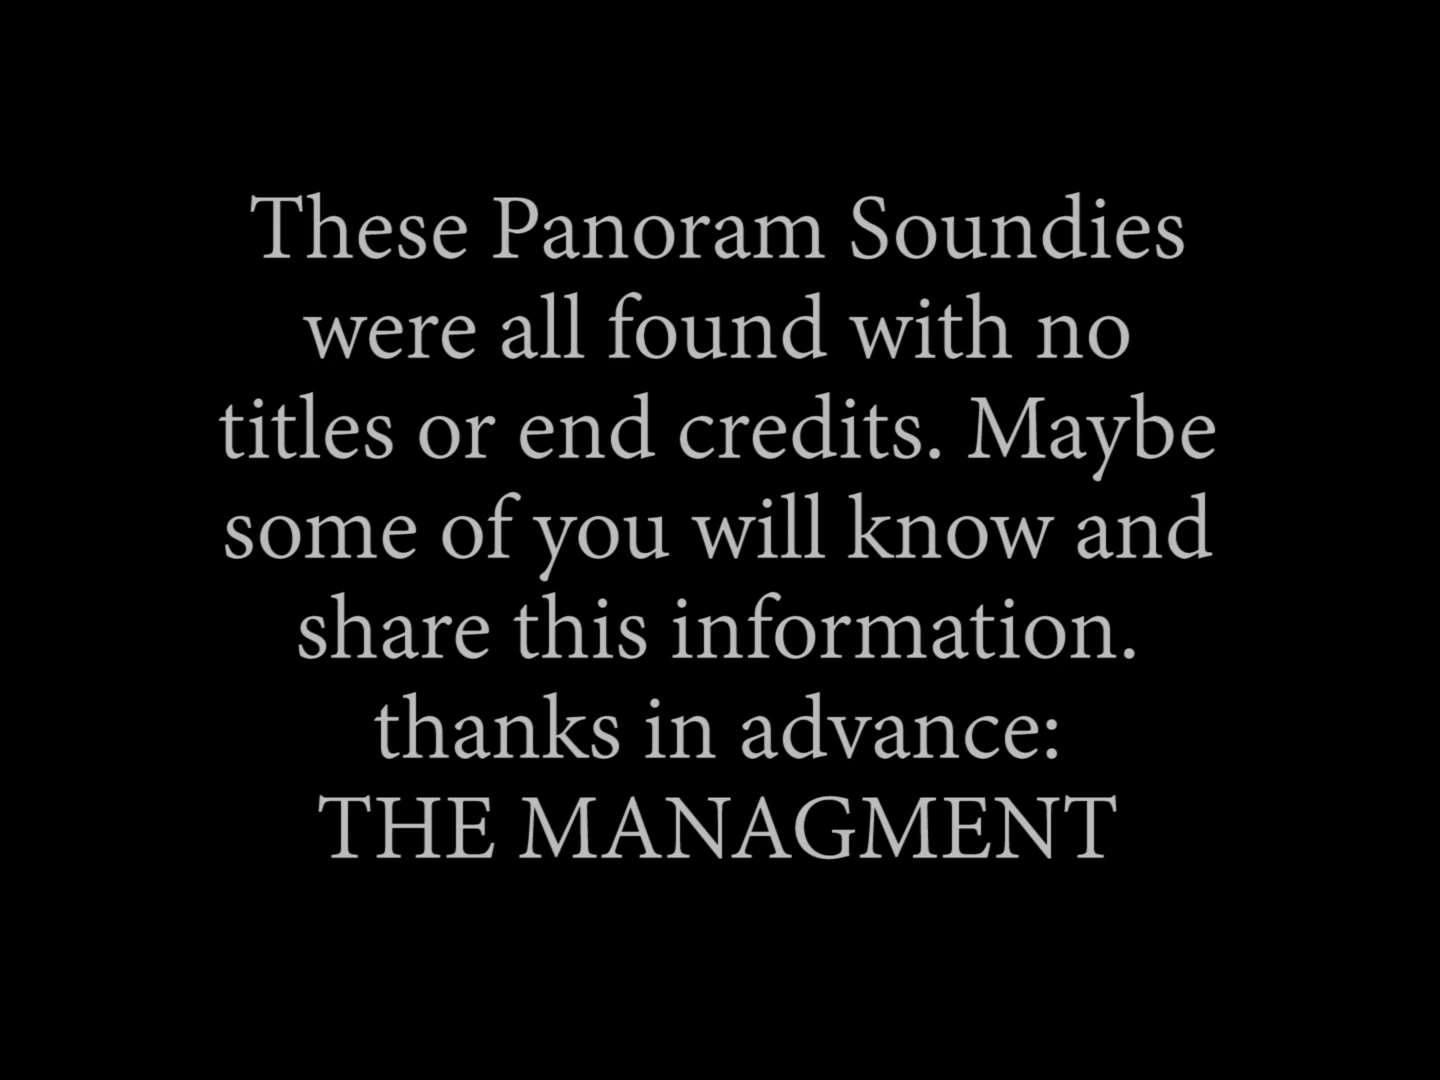 These Panoram Soundies
were all found with no
titles or end credits. Maybe
some of you will know and
share this information.
thanks in advance:
THE MANAGMENT